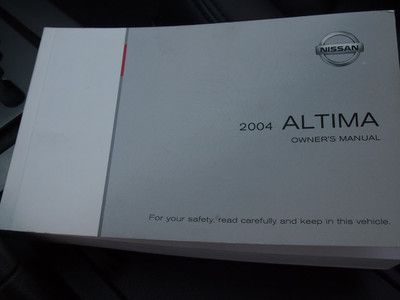 NISSAN
2004 ALTIMA
OWNER'S MANUAL
For your safety, read carefully and keep in this vehicle.